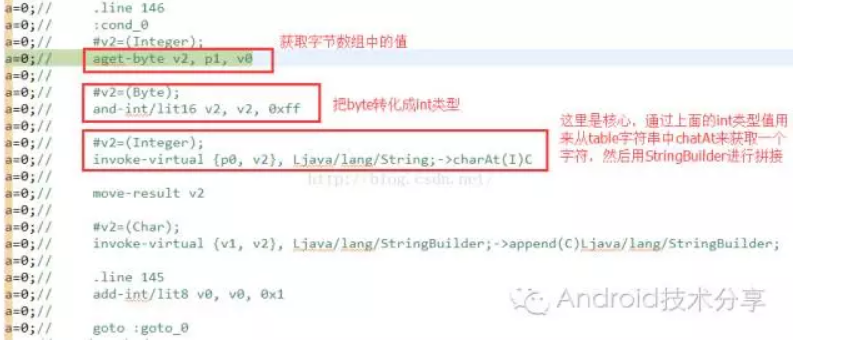 a=0;// .line 146
a=0;// :cond_0
a=0;// #v2=(Integer);
获取字节数组中的值
a=0;// aget-byte v2, p1, v0
a=0;//
a=0;// #v2=(Byte);
把byte转化成int类型
a=0;// and-int/lit16 v2, v2, 0xff
a=0;//
这里是核心，通过上面的int类型值用
来从table字符串中chatAt来获取一个
字符，然后用StringBuilder进行拼接
a=0;// #v2=(Integer);
a=0;// invoke-virtual {p0, v2}, Ljava/lang/String;->charAt(I)C
http://blog.csdn.net/
a=0;//
a=0;// move-result v2
a=0;//
a=0;// #v2=(Char);
a=0;// invoke-virtual {v1, v2}, Ljava/lang/StringBuilder;->append(C)Ljava/lang/StringBuilder;
a=0;//
a=0;// .line 145
a=0;// add-int/lit8 v0, v0, 0x1
a=0;//
Android技术分享
a=0;// goto :goto_0